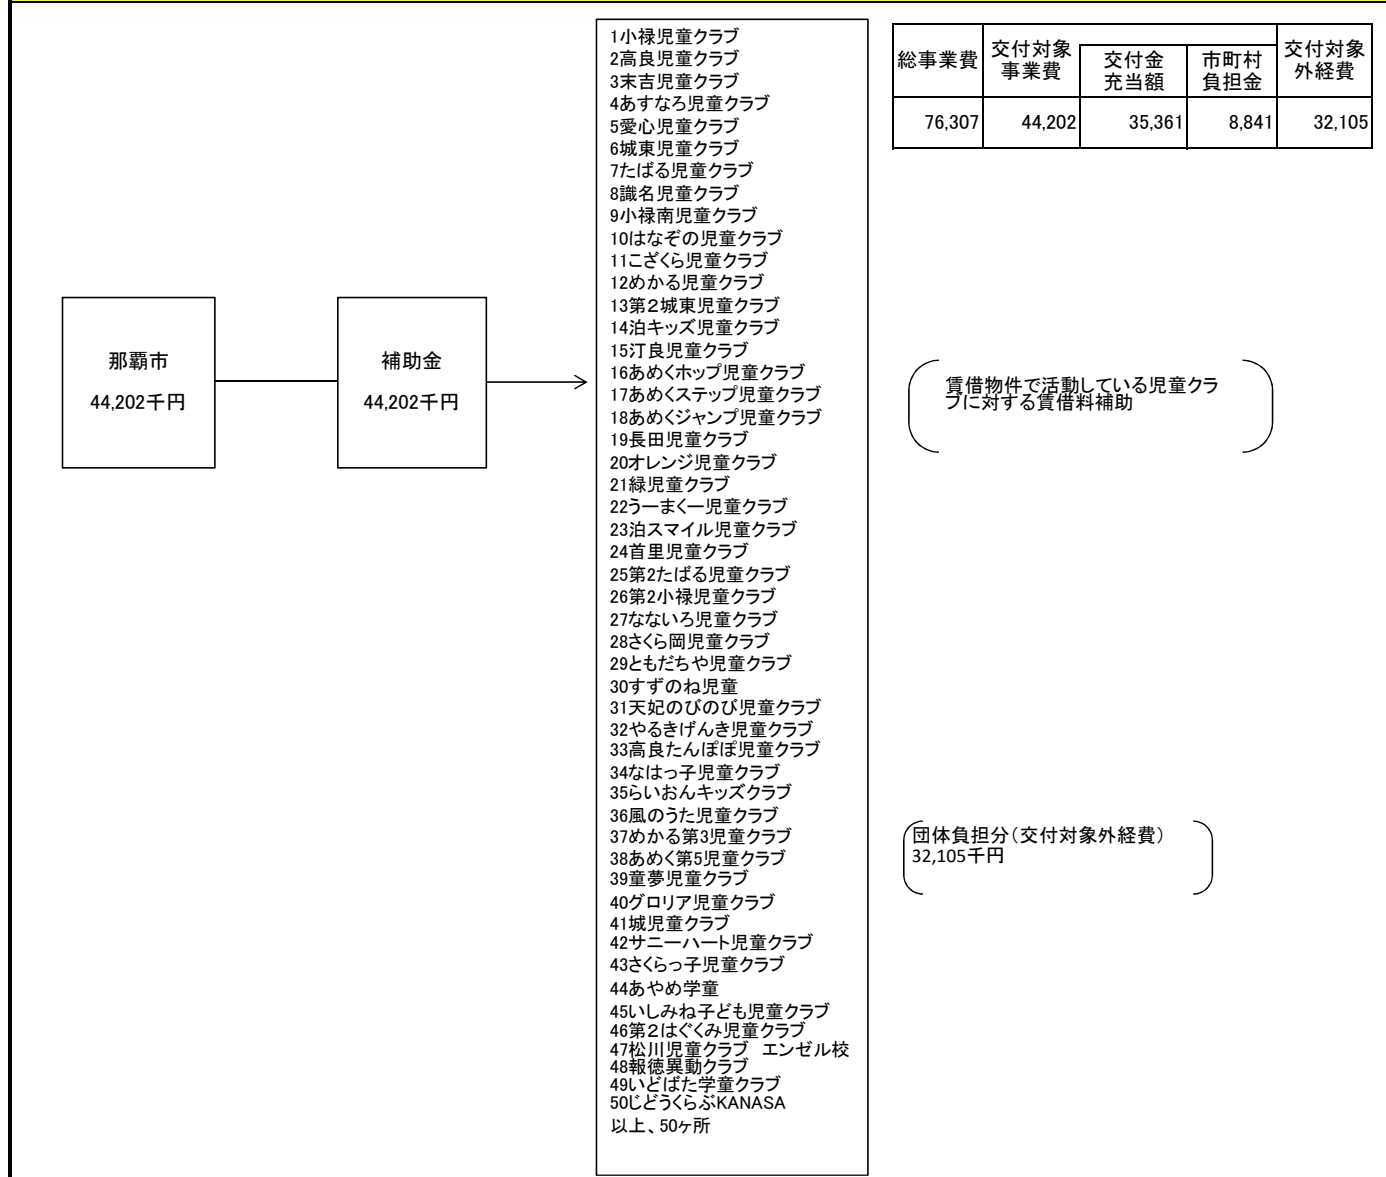 那覇市
44,202千円
補助金
44,202千円
1小禄児童クラブ
2高良児童クラブ
3末吉児童クラブ
4あすなろ児童クラブ
5愛心児童クラブ
6城東児童クラブ
7たばる児童クラブ
8識名児童クラブ
9小禄南児童クラブ
10はなぞの児童クラブ
11こざくら児童クラブ
12めかる児童クラブ
13第2城東児童クラブ
14泊キッズ児童クラブ
15汀良児童クラブ
16あめくホップ児童クラブ
17あめくステップ児童クラブ
18あめくジャンプ児童クラブ
19長田児童クラブ
20オレンジ児童クラブ
21緑児童クラブ
22うーまくー児童クラブ
23泊スマイル児童クラブ
24首里児童クラブ
25第2たばる児童クラブ
26第2小禄児童クラブ
27なないろ児童クラブ
28さくら岡児童クラブ
29ともだちや児童クラブ
30すずのね児童
31天妃のびのび児童クラブ
32やるきげんき児童クラブ
33高良たんぽぽ児童クラブ
34なはっ子児童クラブ
35らいおんキッズクラブ
36風のうた児童クラブ
37めかる第3児童クラブ
38あめく第5児童クラブ
39童夢児童クラブ
40グロリア児童クラブ
41城児童クラブ
42サニーハート児童クラブ
43さくらっ子児童クラブ
44あやめ学童
45いしみね子ども児童クラブ
46第2はぐくみ児童クラブ
47松川児童クラブ　エンゼル校
48報徳異動クラブ
49いどばた学童クラブ
50じどうくらぶKANASA
以上、50ヶ所
総事業費 交付対象事業費 交付金充当額 市町村負担金 交付対象外経費
76,307 44,202 35,361 8,841 32,105
賃借物件で活動している児童クラ
ブに対する賃借料補助
団体負担分（交付対象外経費）
32,105千円